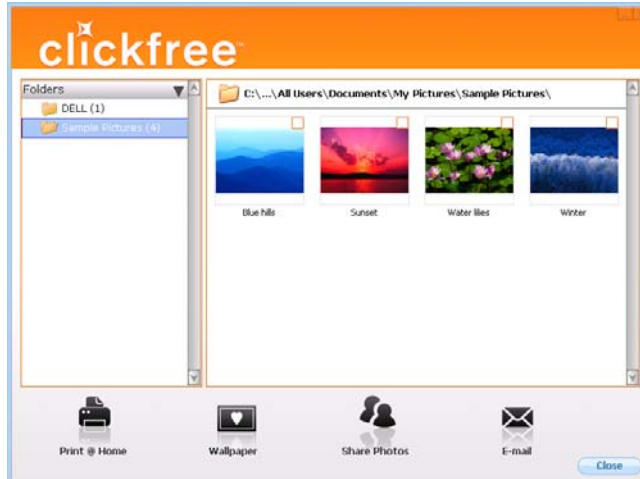 clickfree
Folders
DELL (1)
Sample Pictures (4)
C:\...\All Users\Documents\My Pictures\Sample Pictures\
Blue hills
Sunset
Water lilies
Winter
Print @ Home
Wallpaper
Share Photos
E-mail
Close